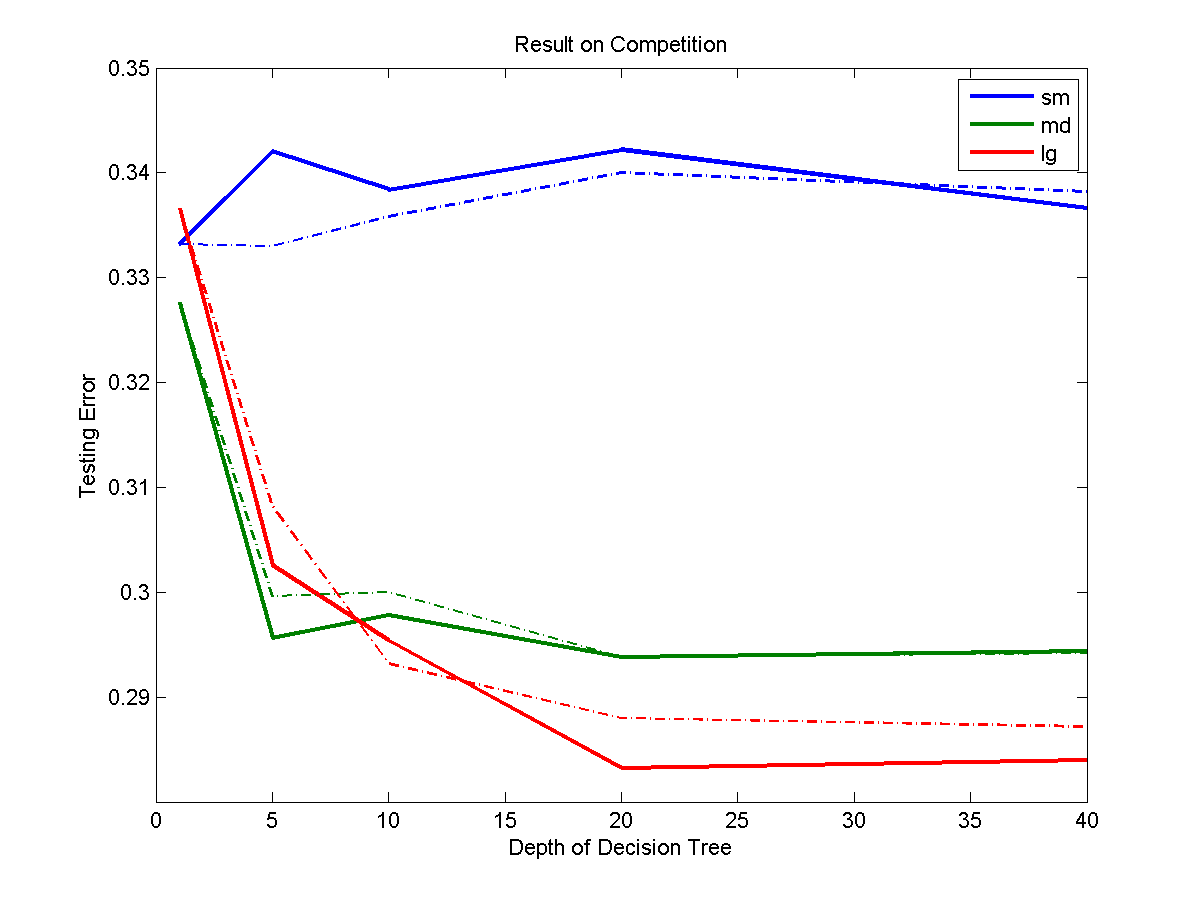 Result on Competition
0.35
0.34
0.33
0.32
0.31
0.3
0.29
Testing Error
sm
md
lg
0 5 10 15 20 25 30 35 40
Depth of Decision Tree